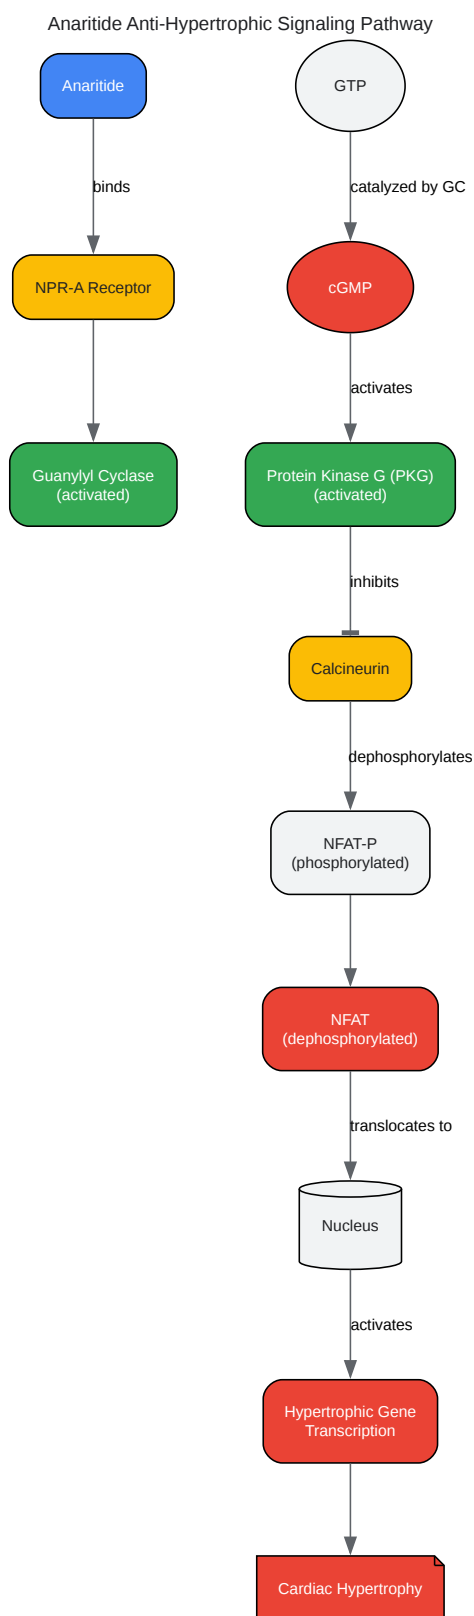 Anaritide Anti-Hypertrophic Signaling Pathway
Anaritide
GTP
binds
catalyzed by GC
NPR-A Receptor
cGMP
activates
Guanylyl Cyclase
(activated)
Protein Kinase G (PKG)
(activated)
inhibits
Calcineurin
dephosphorylates
NFAT-P
(phosphorylated)
NFAT
(dephosphorylated)
translocates to
Nucleus
activates
Hypertrophic Gene
Transcription
Cardiac Hypertrophy